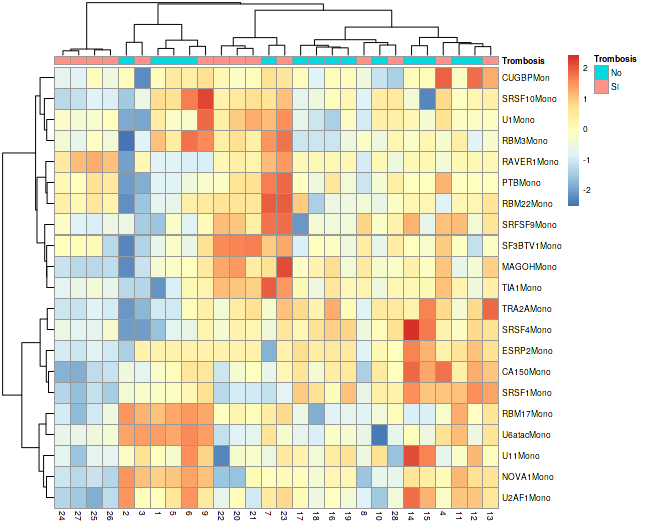 Trombosis
Trombosis
No
SI
2
1
0
-1
-2
CUGBPMon
SRSF10Mono
U1Mono
RBM3Mono
RAVER1Mono
PTBMono
RBM22Mono
SRFSF9Mono
SF3BTV1Mono
MAGOHMono
TIA1Mono
TRA2AMono
SRSF4Mono
ESRP2Mono
CA150Mono
SRSF1Mono
RBM17Mono
U6atacMono
U11Mono
NOVA1Mono
U2AF1Mono
24 27 25 26 2 3 1 5 6 9 22 20 21 7 23 17 18 16 19 8 10 28 14 15 4 11 12 13